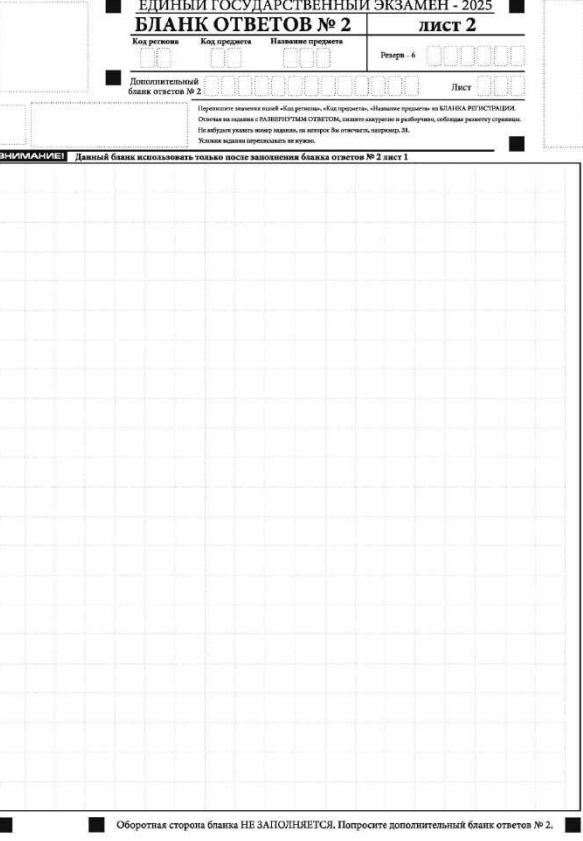 ЕДИНЫЙ ГОСУДАРСТВЕННЫЙ ЭКЗАМЕН - 2025
БЛАНК ОТВЕТОВ № 2
лист 2
Код региона Код предмета Название предмета
Резерв - 6
Дополнительный
бланк ответов № 2
Лист
Перепишите значения полей «Код региона», «Код предмета», «Название предмета» из БЛАНКА РЕГИСТРАЦИИ.
Отвечая на задания с РАЗВЕРНУТЫМ ОТВЕТОМ, пишите аккуратно и разборчиво, соблюдая разметку страницы.
Не забудьте указать номер задания, на которое Вы отвечаете, например, 31.
Условия задания переписывать не нужно.
ВНИМАНИЕ! Данный бланк использовать только после заполнения бланка ответов № 2 лист 1
Оборотная сторона бланка НЕ ЗАПОЛНЯЕТСЯ. Попросите дополнительный бланк ответов № 2.